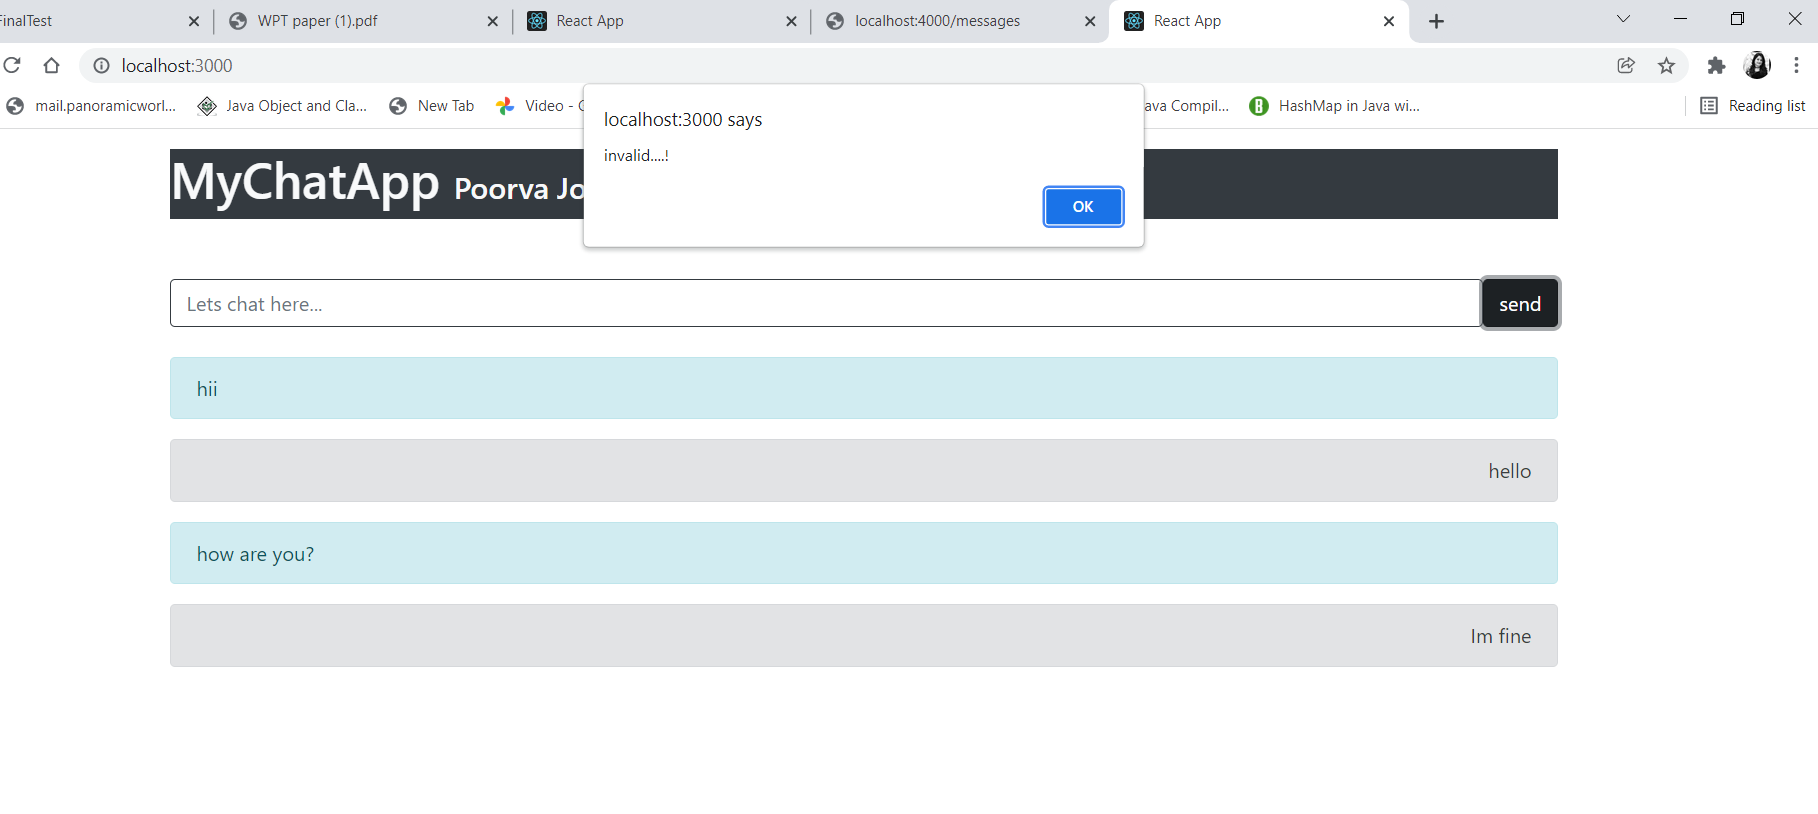 FinalTest WPT paper (1).pdf React App localhost:4000/messages React App
localhost:3000
mail.panoramicworl... Java Object and Cla... New Tab Video - Compil... HashMap in Java wi... Reading list
localhost:3000 says
invalid....!
OK
MyChatApp Poorva
Lets chat here... send
hii
hello
how are you?
Im fine